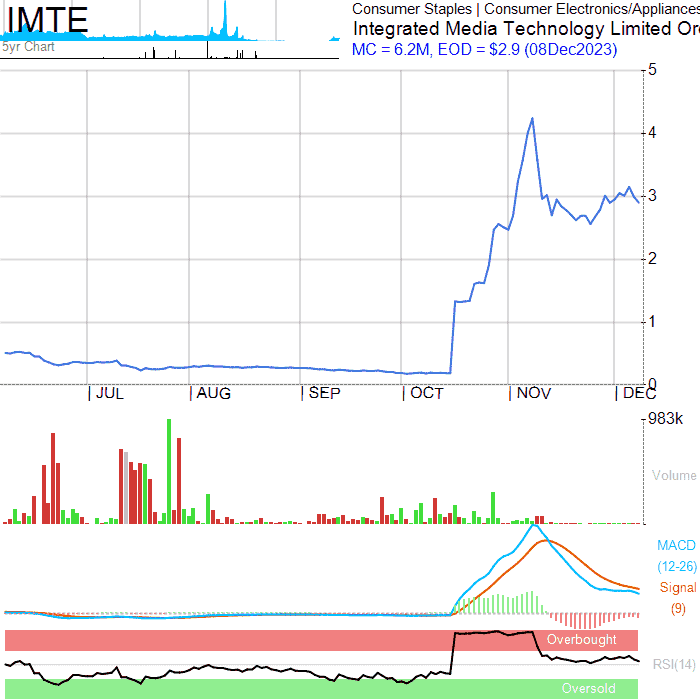 IMTE
5yr Chart
Consumer Staples | Consumer Electronics/Appliances
Integrated Media Technology Limited Or
MC = 6.2M, EOD = $2.9 (08Dec2023)
5
4
3
2
1
0
JUL
AUG
SEP
OCT
NOV
DEC
983k
Volume
MACD
(12-26)
Signal
(9)
Overbought
RSI(14)
Oversold